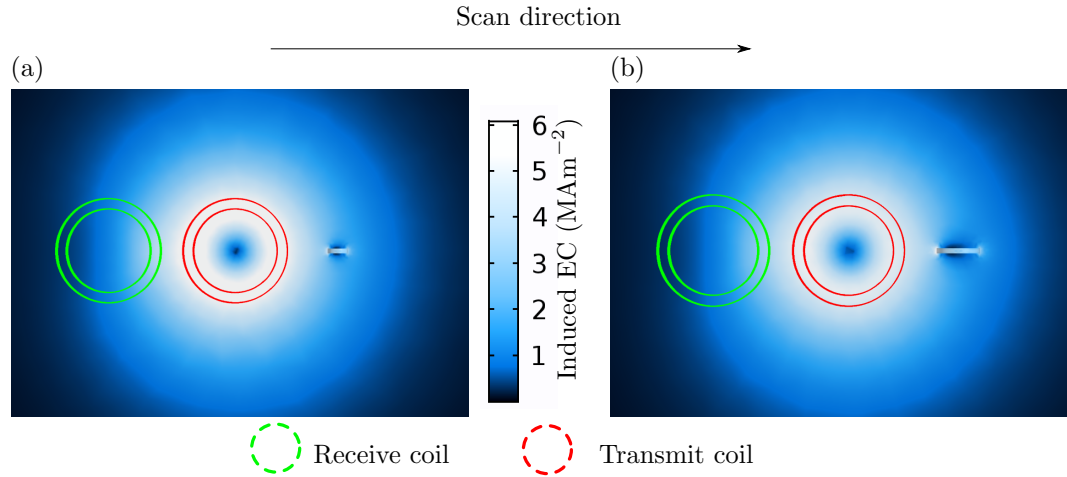 Scan direction
(a)
(b)
6
5
4
3
2
1
Induced EC (MAm⁻²)
Receive coil
Transmit coil